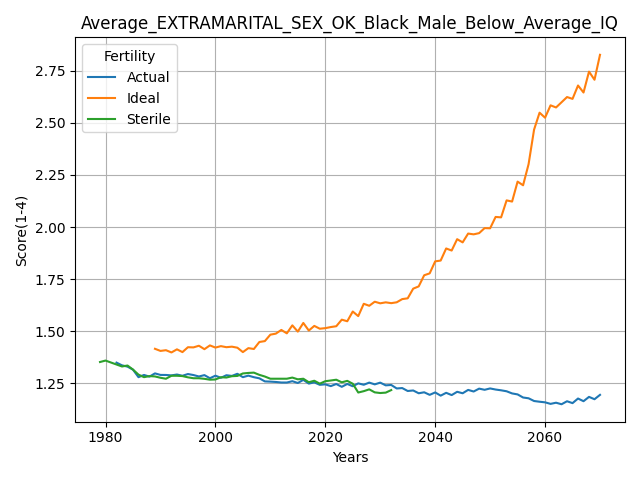 Average_EXTRAMARITAL_SEX_OK_Black_Male_Below_Average_IQ
Fertility
Actual
Ideal
Sterile
Score(1-4)
2.75
2.50
2.25
2.00
1.75
1.50
1.25
1980
2000
2020
2040
2060
Years